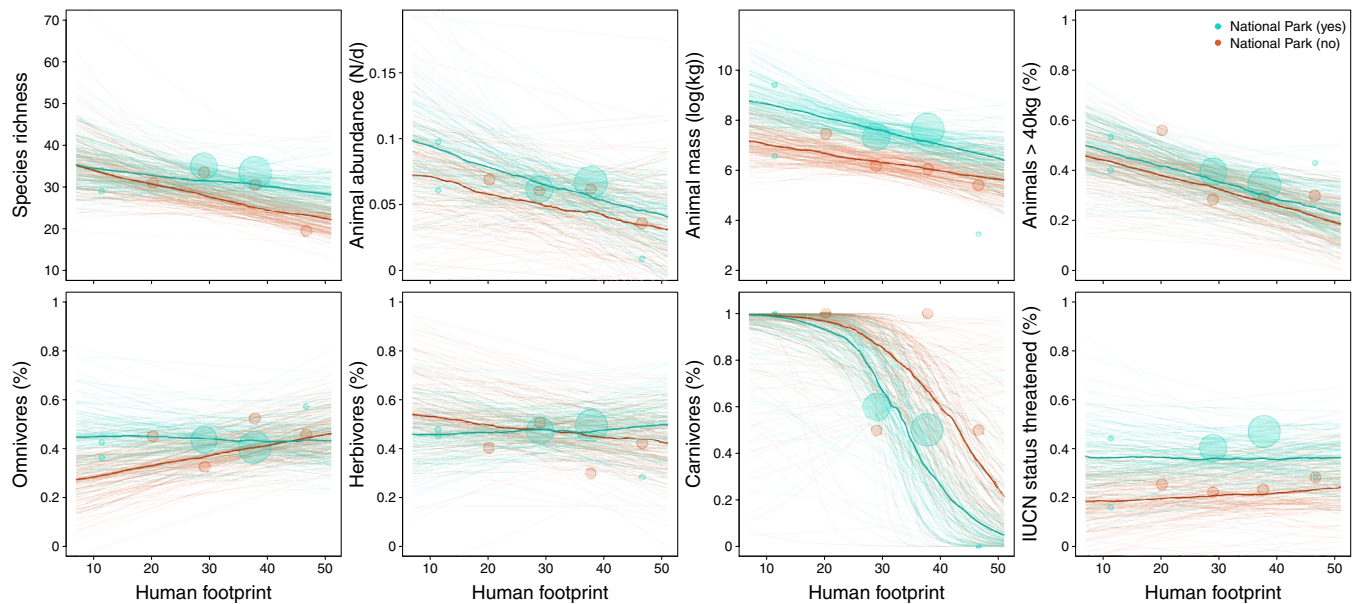 Species richness
70
60
50
40
30
20
10
Animal abundance (N/d)
0.15
0.1
0.05
0
Animal mass (log(kg))
10
8
6
4
2
Animals > 40kg (%)
1
0.8
0.6
0.4
0.2
0
National Park (yes)
National Park (no)
Omnivores (%)
1
0.8
0.6
0.4
0.2
0
10 20 30 40 50
Human footprint
Herbivores (%)
1
0.8
0.6
0.4
0.2
0
10 20 30 40 50
Human footprint
Carnivores (%)
1
0.8
0.6
0.4
0.2
0
10 20 30 40 50
Human footprint
IUCN status threatened (%)
1
0.8
0.6
0.4
0.2
0
10 20 30 40 50
Human footprint